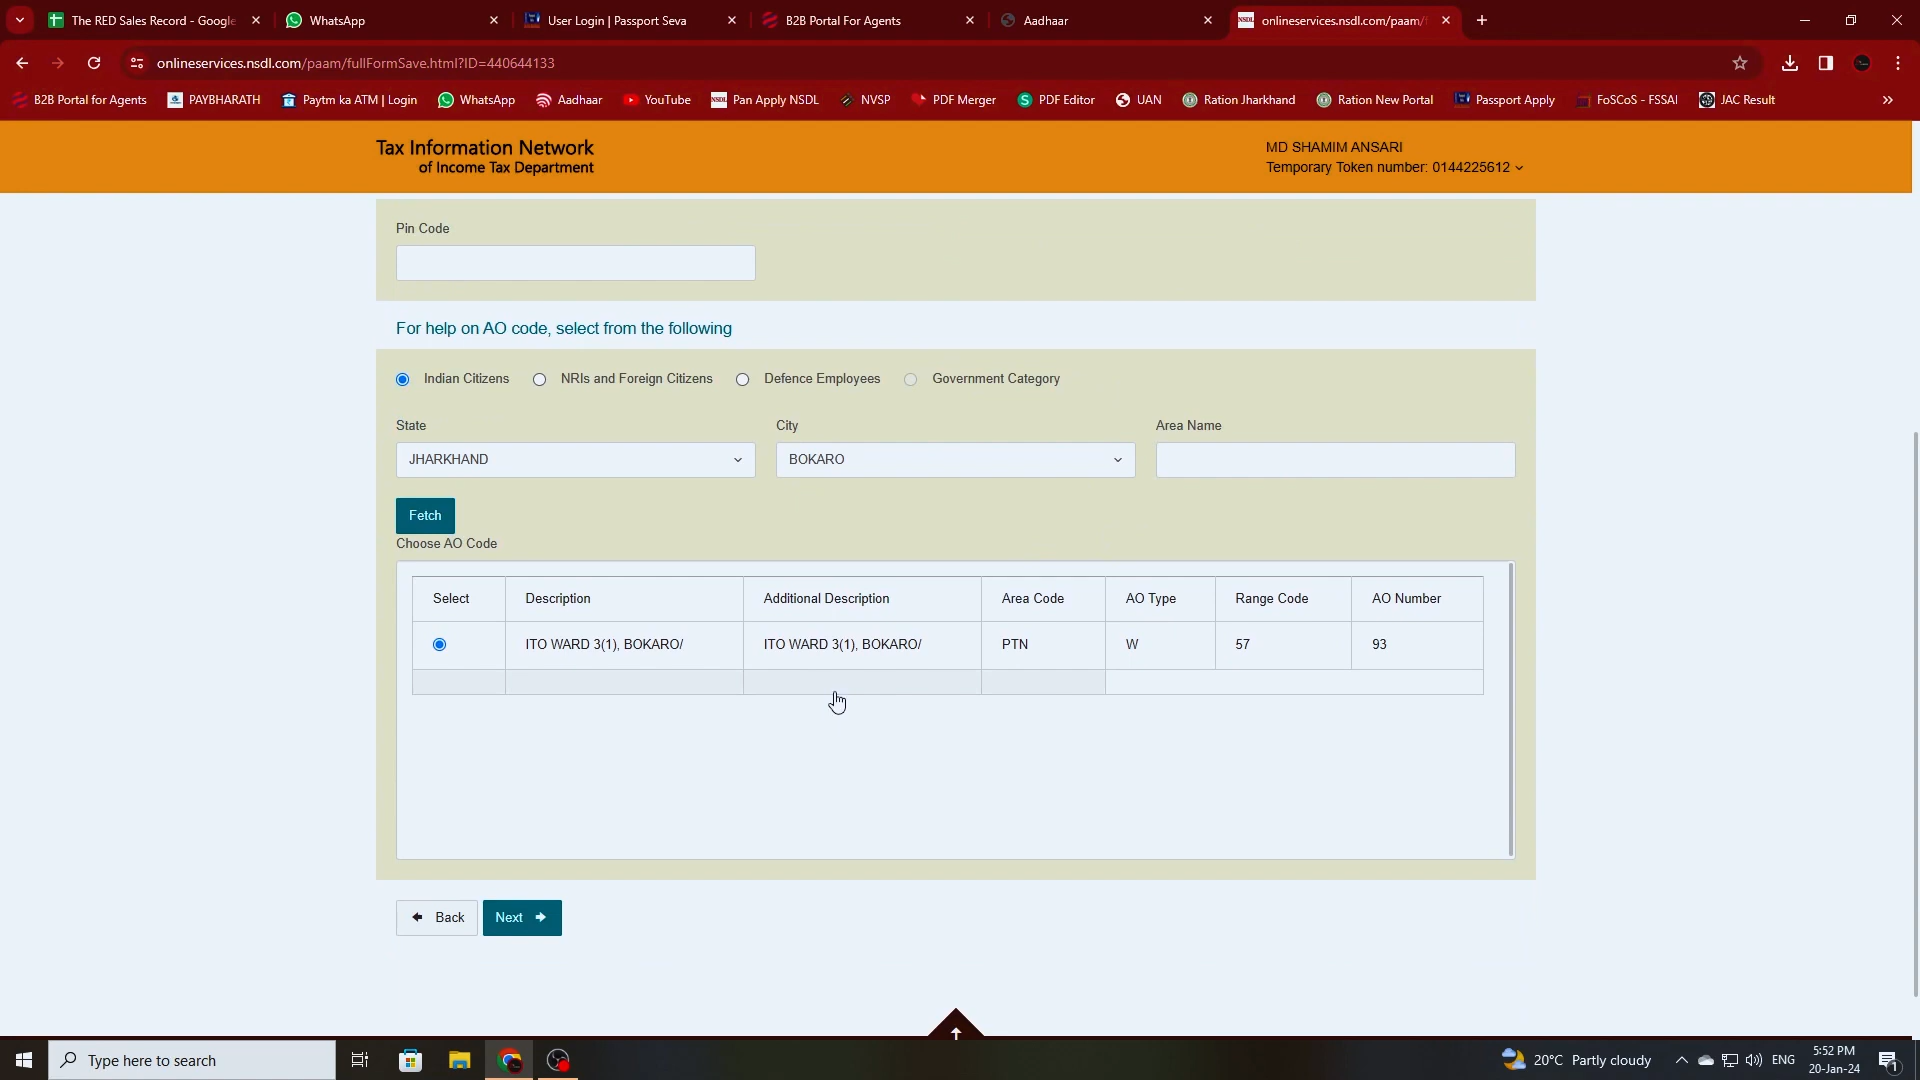 The RED Sales Record - Google
WhatsApp
User Login | Passport Seva
B2B Portal For Agents
Aadhaar
NSDL onlineservices.nsdl.com/paam/f
onlineservices.nsdl.com/paam/fullFormSave.html?ID=440644133
B2B Portal for Agents
PAYBHARATH
Paytm ka ATM | Login
WhatsApp
Aadhaar
YouTube
NSDL Pan Apply NSDL
NVSP
PDF Merger
S PDF Editor
UAN
Ration Jharkhand
Ration New Portal
Passport Apply
FoSCoS - FSSAI
JAC Result
Tax Information Network
of Income Tax Department
MD SHAMIM ANSARI
Temporary Token number: 0144225612
Pin Code
For help on AO code, select from the following
Indian Citizens NRIs and Foreign Citizens Defence Employees Government Category
State City Area Name
JHARKHAND BOKARO
Fetch
Choose AO Code
Select Description Additional Description Area Code AO Type Range Code AO Number
ITO WARD 3(1), BOKARO/ ITO WARD 3(1), BOKARO/ PTN W 57 93
Back Next
Type here to search
20°C Partly cloudy
ENG
5:52 PM
20-Jan-24
1